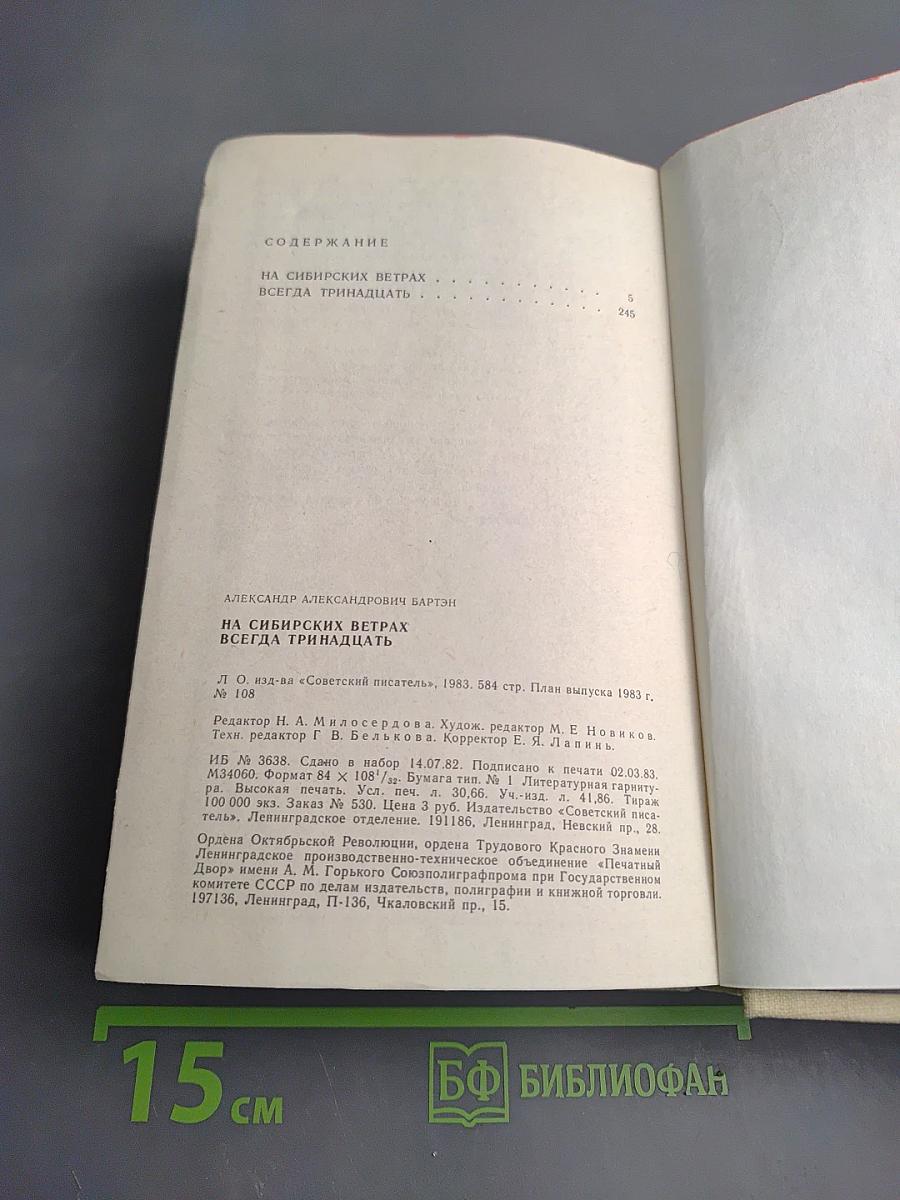 СОДЕРЖАНИЕ
НА СИБИРСКИХ ВЕТРАХ . . . . . . . . . . . 5
ВСЕГДА ТРИНАДЦАТЬ . . . . . . . . . . . . 245
АЛЕКСАНДР АЛЕКСАНДРОВИЧ БАРТЭН
НА СИБИРСКИХ ВЕТРАХ
ВСЕГДА ТРИНАДЦАТЬ
Л О. изд-ва «Советский писатель», 1983. 584 стр. План выпуска 1983 г.
№ 108
Редактор Н. А. Милосердова. Худож. редактор М. Е Новиков.
Техн. редактор Г В. Белькова. Корректор Е. Я. Лапинь.
ИБ № 3638. Сдано в набор 14.07.82. Подписано к печати 02.03.83.
М34060. Формат 84 × 108¹/₃₂. Бумага тип. № 1 Литературная гарниту-
ра. Высокая печать. Усл. печ. л. 30,66. Уч.-изд. л. 41,86. Тираж
100 000 экз. Заказ № 530. Цена 3 руб. Издательство «Советский писа-
тель». Ленинградское отделение. 191186, Ленинград, Невский пр., 28.
Ордена Октябрьской Революции, ордена Трудового Красного Знамени
Ленинградское производственно-техническое объединение «Печатный
Двор» имени А. М. Горького Союзполиграфпрома при Государственном
комитете СССР по делам издательств, полиграфии и книжной торговли.
197136, Ленинград, П-136, Чкаловский пр., 15.
15 см
БФ БИБЛИОФАН